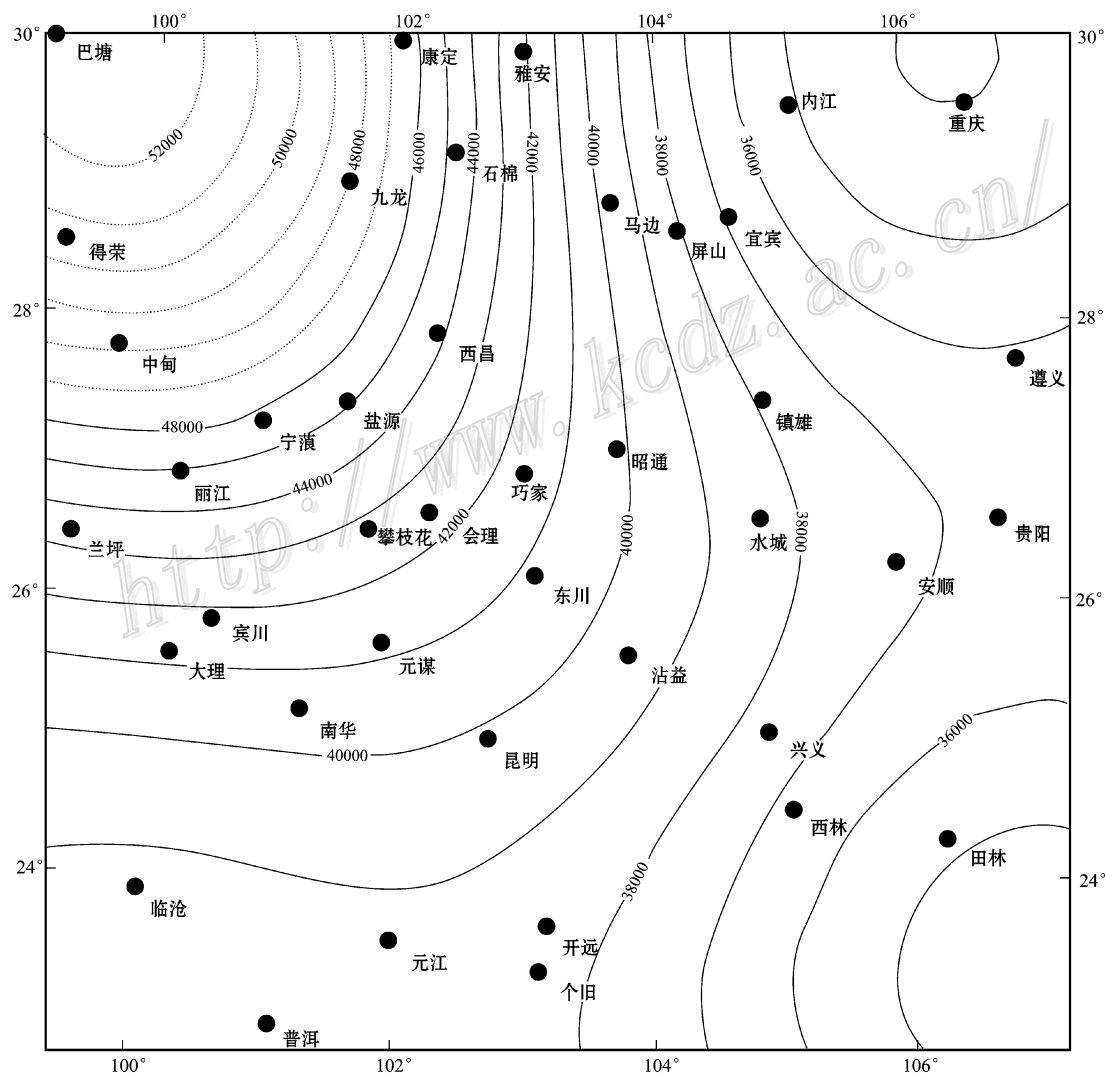 100°
102°
104°
106°
30°
30°
巴塘
康定
雅安
内江
重庆
52000
50000
48000
46000
44000
42000
40000
38000
36000
石棉
九龙
马边
宜宾
屏山
得荣
28°
28°
中甸
西昌
遵义
盐源
镇雄
48000
宁蒗
昭通
丽江
44000
巧家
42000
攀枝花
会理
40000
38000
水城
贵阳
兰坪
26°
26°
东川
安顺
宾川
大理
元谋
沾益
南华
36000
兴义
40000
昆明
西林
田林
24°
24°
38000
临沧
开远
元江
个旧
普洱
100°
102°
104°
106°
http://www.kcdz.ac.cn/